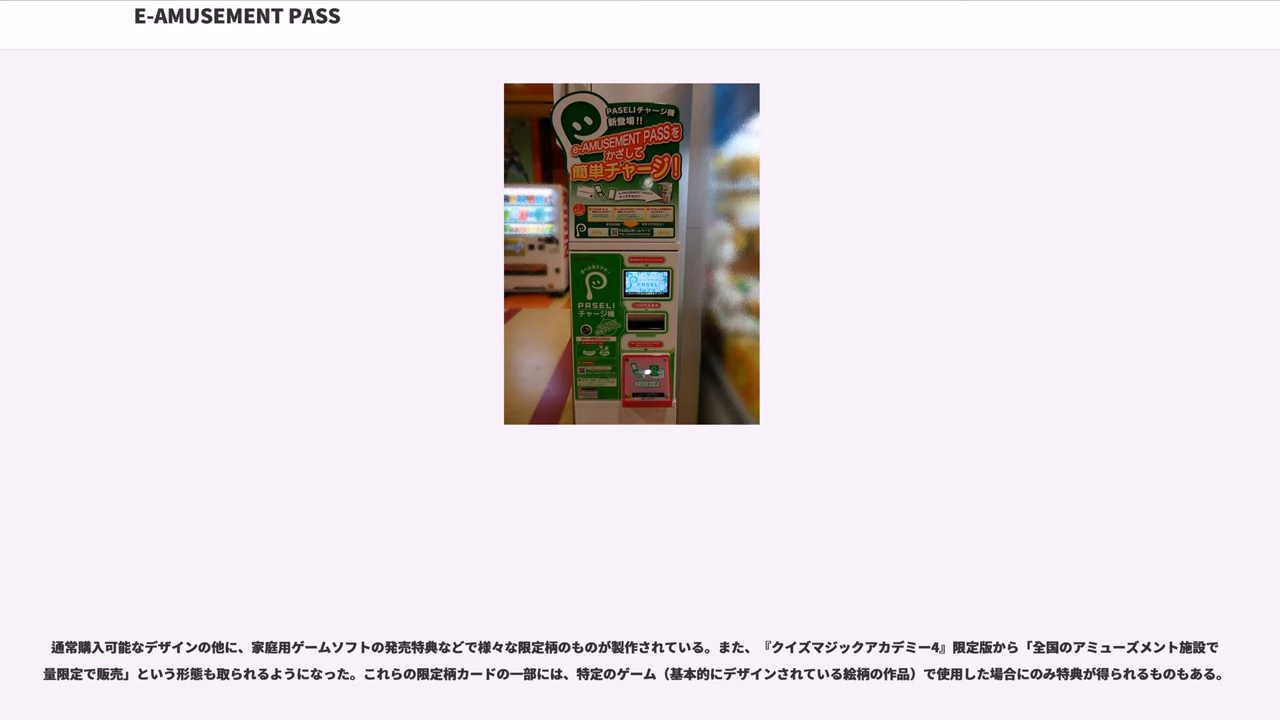 E-AMUSEMENT PASS
PASELIチャージ機
新登場!!
e-AMUSEMENT PASSを
かざして
簡単チャージ!
PASELI
チャージ機
通常購入可能なデザインの他に、家庭用ゲームソフトの発売特典などで様々な限定柄のものが製作されている。また、『クイズマジックアカデミー4』限定版から「全国のアミューズメント施設で
量限定で販売」という形態も取られるようになった。これらの限定柄カードの一部には、特定のゲーム（基本的にデザインされている絵柄の作品）で使用した場合にのみ特典が得られるものもある。